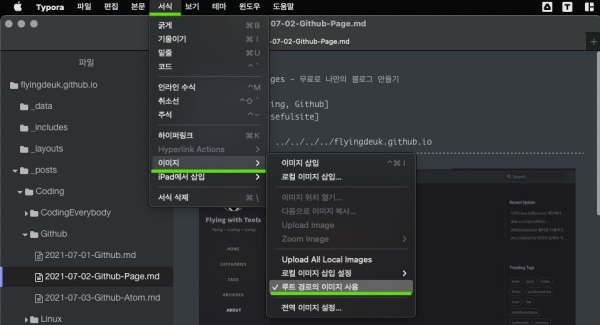 Typora 파일 편집 본문 서식 보기 테마 윈도우 도움말
-07-02-Github-Page.md
-07-02-Github-Page.md
파일
flyingdeuk.github.io
_data
_includes
_layouts
_posts
Coding
CodingEverybody
Github
2021-07-01-Github.md
2021-07-02-Github-Page.md
2021-07-03-Github-Atom.md
Linux
굵게 ⌘B
기울이기 ⌘I
밑줄 ⌘U
코드 ^`
인라인 수식 ^M
취소선 ^⇧`
주석 ^-
하이퍼링크 ⌘K
Hyperlink Actions
이미지
iPad에서 삽입
서식 삭제 ⌘\
ges - 무료로 나만의 블로그 만들기
ing, Github]
sefulsite]
../../../../flyingdeuk.github.io
이미지 삽입 ^⌘I
로컬 이미지 삽입...
이미지 위치 열기...
다음으로 이미지 복사...
Upload Image
Zoom Image
Upload All Local Images
로컬 이미지 삽입 설정
✓ 루트 경로의 이미지 사용
전역 이미지 설정...
Flying with Tools
HOME
CATEGORIES
TAGS
ARCHIVES
ABOUT
Search...
Recent Update
Trending Tags